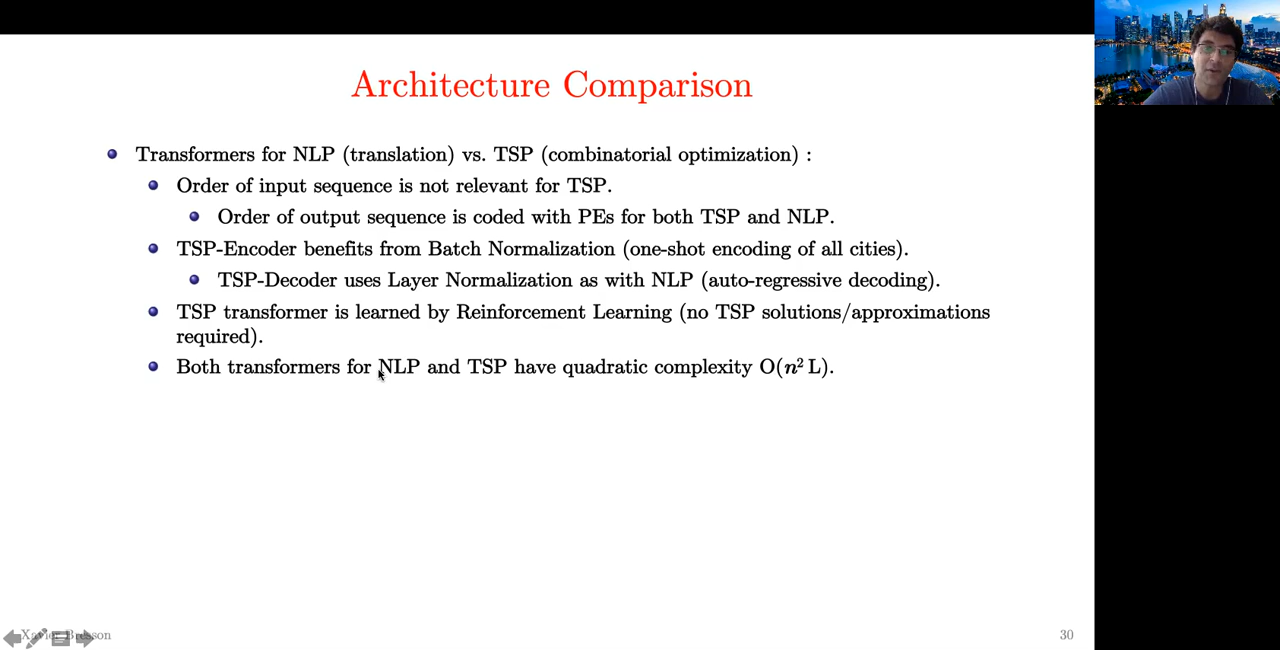 Architecture Comparison
Transformers for NLP (translation) vs. TSP (combinatorial optimization) :
Order of input sequence is not relevant for TSP.
Order of output sequence is coded with PEs for both TSP and NLP.
TSP-Encoder benefits from Batch Normalization (one-shot encoding of all cities).
TSP-Decoder uses Layer Normalization as with NLP (auto-regressive decoding).
TSP transformer is learned by Reinforcement Learning (no TSP solutions/approximations
required).
Both transformers for NLP and TSP have quadratic complexity O(n² L).
Xavier Bresson
30